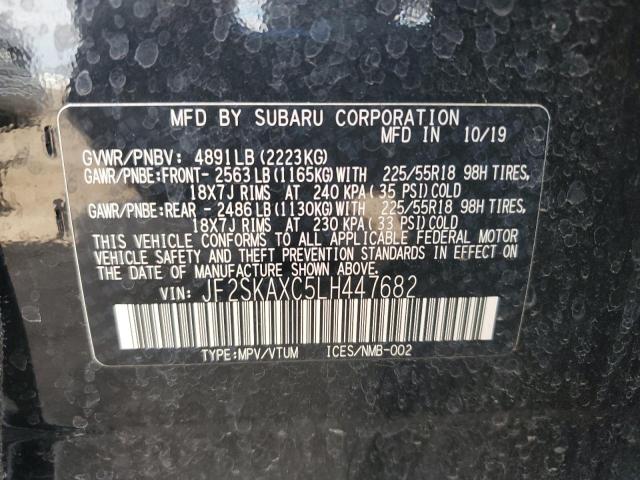 MFD BY SUBARU CORPORATION
MFD IN 10/19
GVWR/PNBV: 4891LB (2223KG)
GAWR/PNBE:FRONT- 2563LB (1165KG) WITH 225/55R18 98H TIRES,
18X7J RIMS AT 240 KPA ( 35 PSI) COLD
GAWR/PNBE:REAR - 2486LB (1130KG) WITH 225/55R18 98H TIRES,
18X7J RIMS AT 230 KPA ( 33 PSI) COLD
THIS VEHICLE CONFORMS TO ALL APPLICABLE FEDERAL MOTOR
VEHICLE SAFETY AND THEFT PREVENTION STANDARDS IN EFFECT
ON THE DATE OF MANUFACTURE SHOWN ABOVE.
VIN: JF2SKAXC5LH447682
TYPE:MPV/VTUM ICES/NMB-002